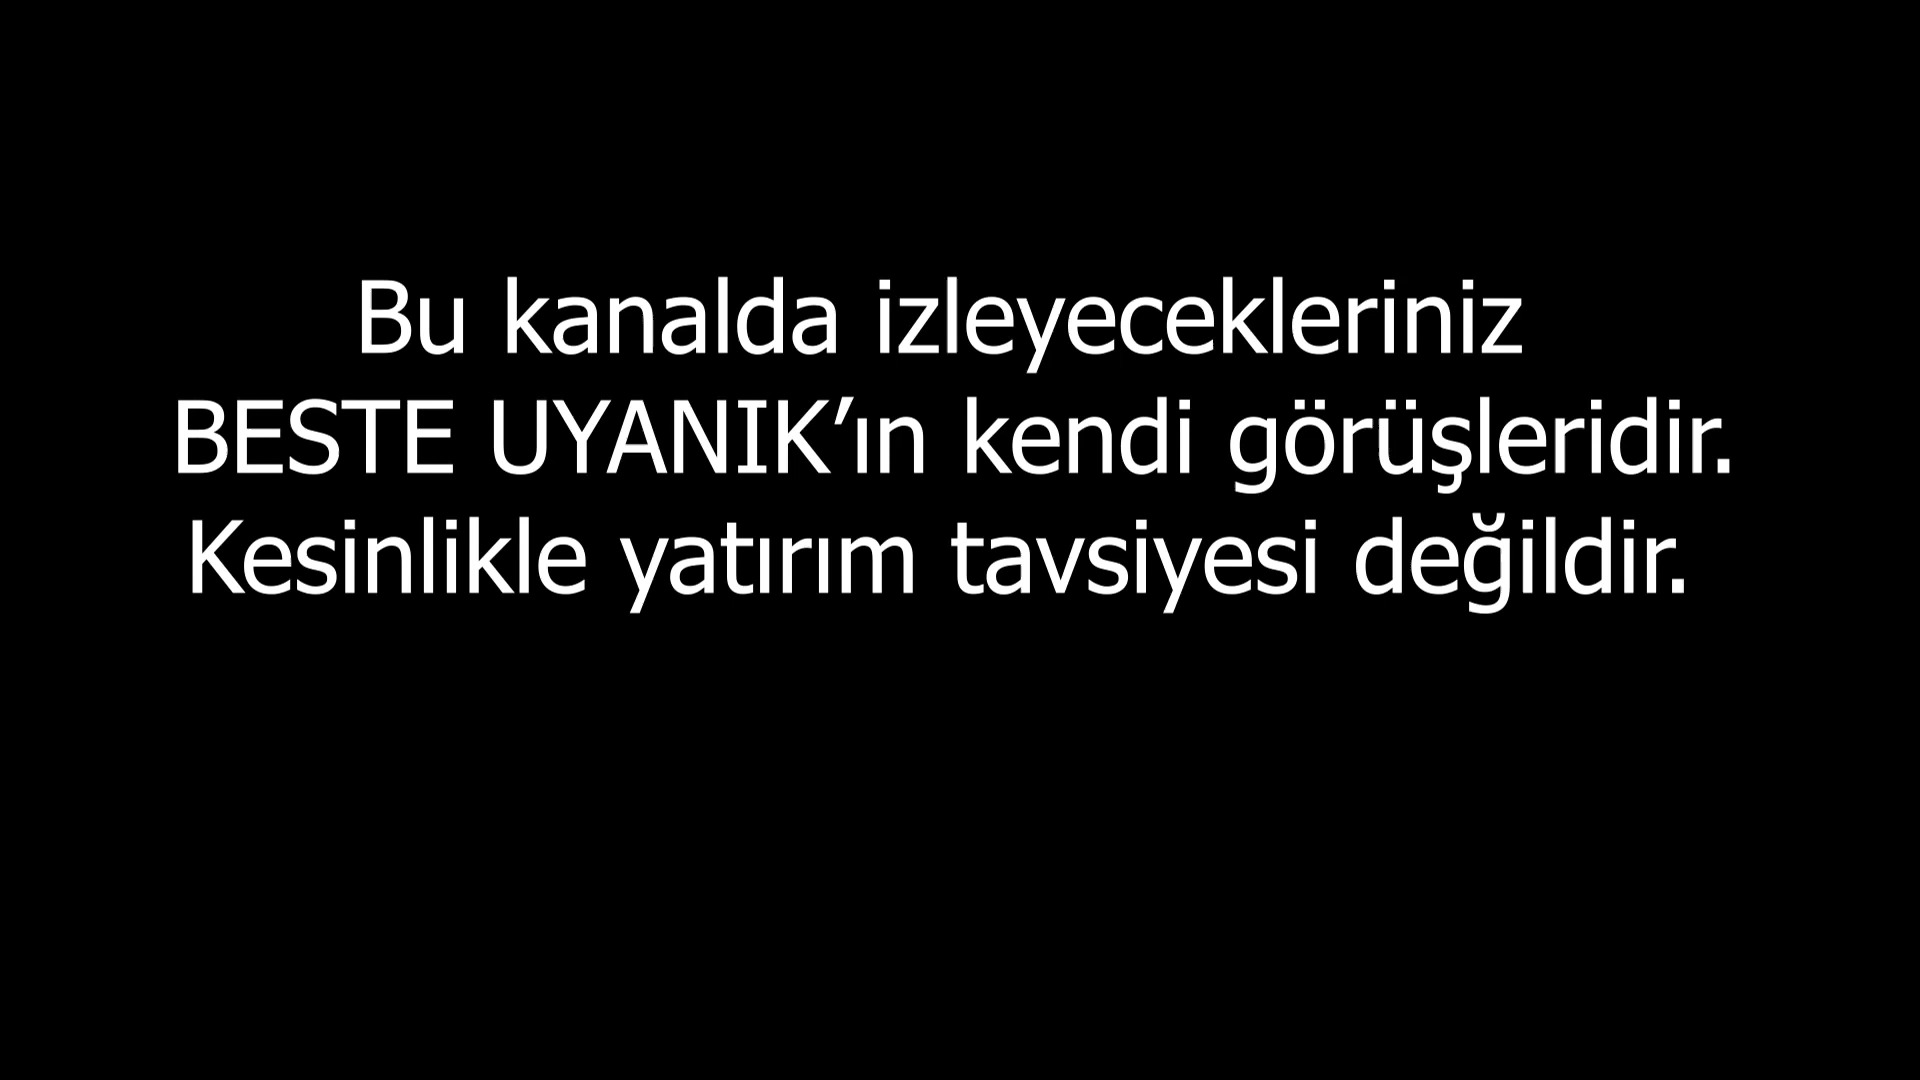 Bu kanalda izleyecekleriniz
BESTE UYANIK’ın kendi görüşleridir.
Kesinlikle yatırım tavsiyesi değildir.